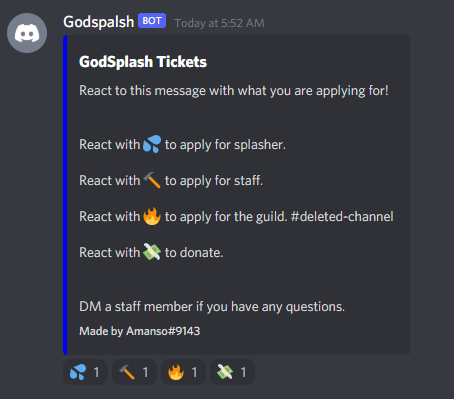 Godspalsh BOT Today at 5:52 AM
GodSplash Tickets
React to this message with what you are applying for!
React with 💦 to apply for splasher.
React with 🔨 to apply for staff.
React with 🔥 to apply for the guild. #deleted-channel
React with 💸 to donate.
DM a staff member if you have any questions.
Made by Amanso#9143
💦 1 🔨 1 🔥 1 💸 1